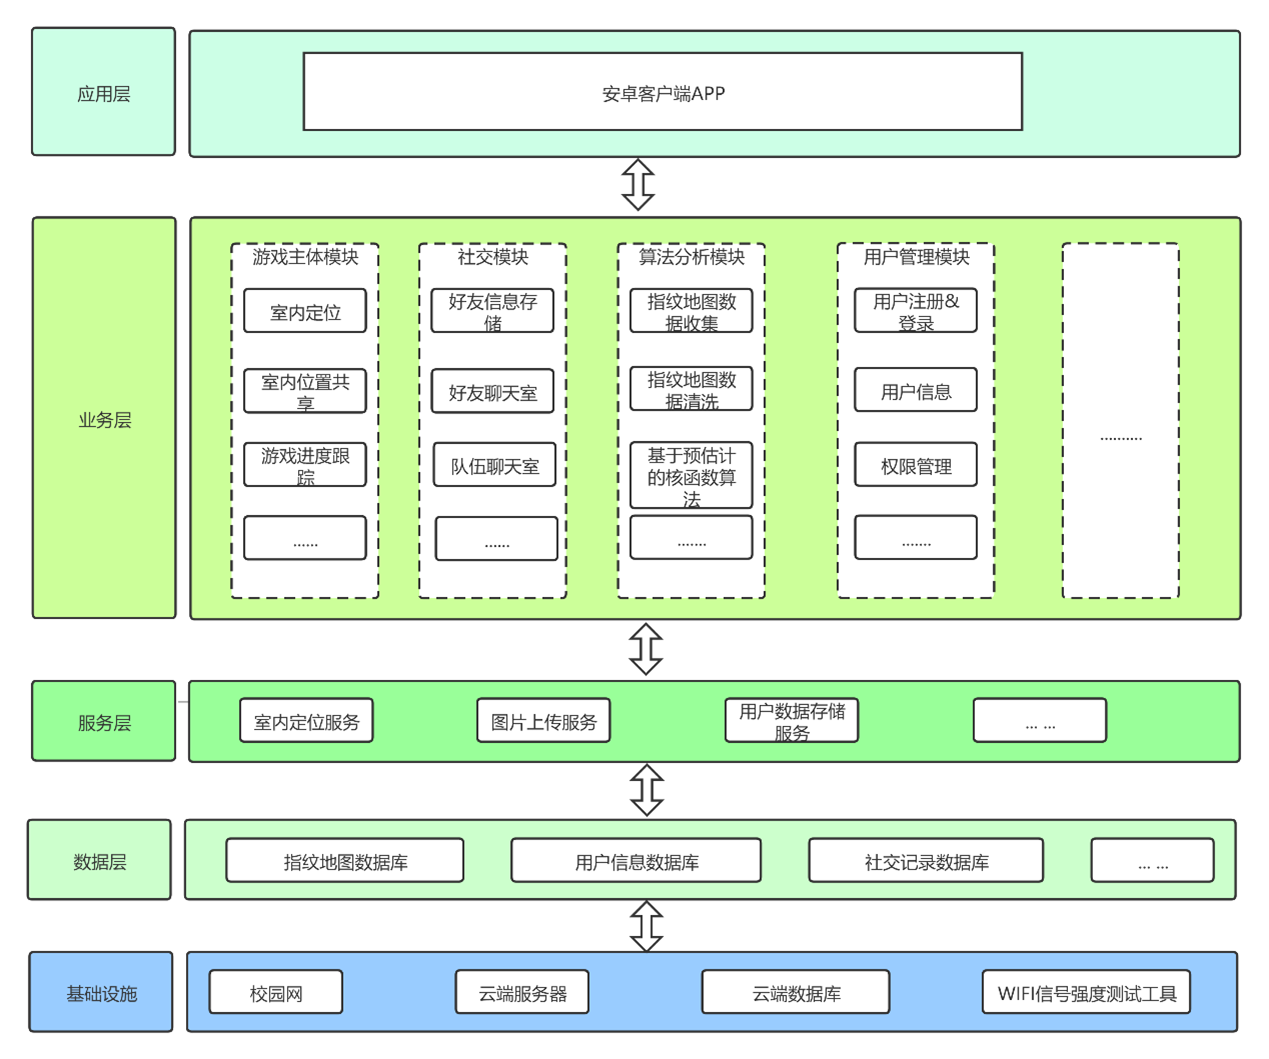 应用层
安卓客户端APP
业务层
游戏主体模块
室内定位
室内位置共
享
游戏进度跟
踪
......
社交模块
好友信息存
储
好友聊天室
队伍聊天室
......
算法分析模块
指纹地图数
据收集
指纹地图数
据清洗
基于预估计
的核函数算
法
.......
用户管理模块
用户注册&
登录
用户信息
权限管理
.......
..........
服务层
室内定位服务
图片上传服务
用户数据存储
服务
... ...
数据层
指纹地图数据库
用户信息数据库
社交记录数据库
... ...
基础设施
校园网
云端服务器
云端数据库
WIFI信号强度测试工具